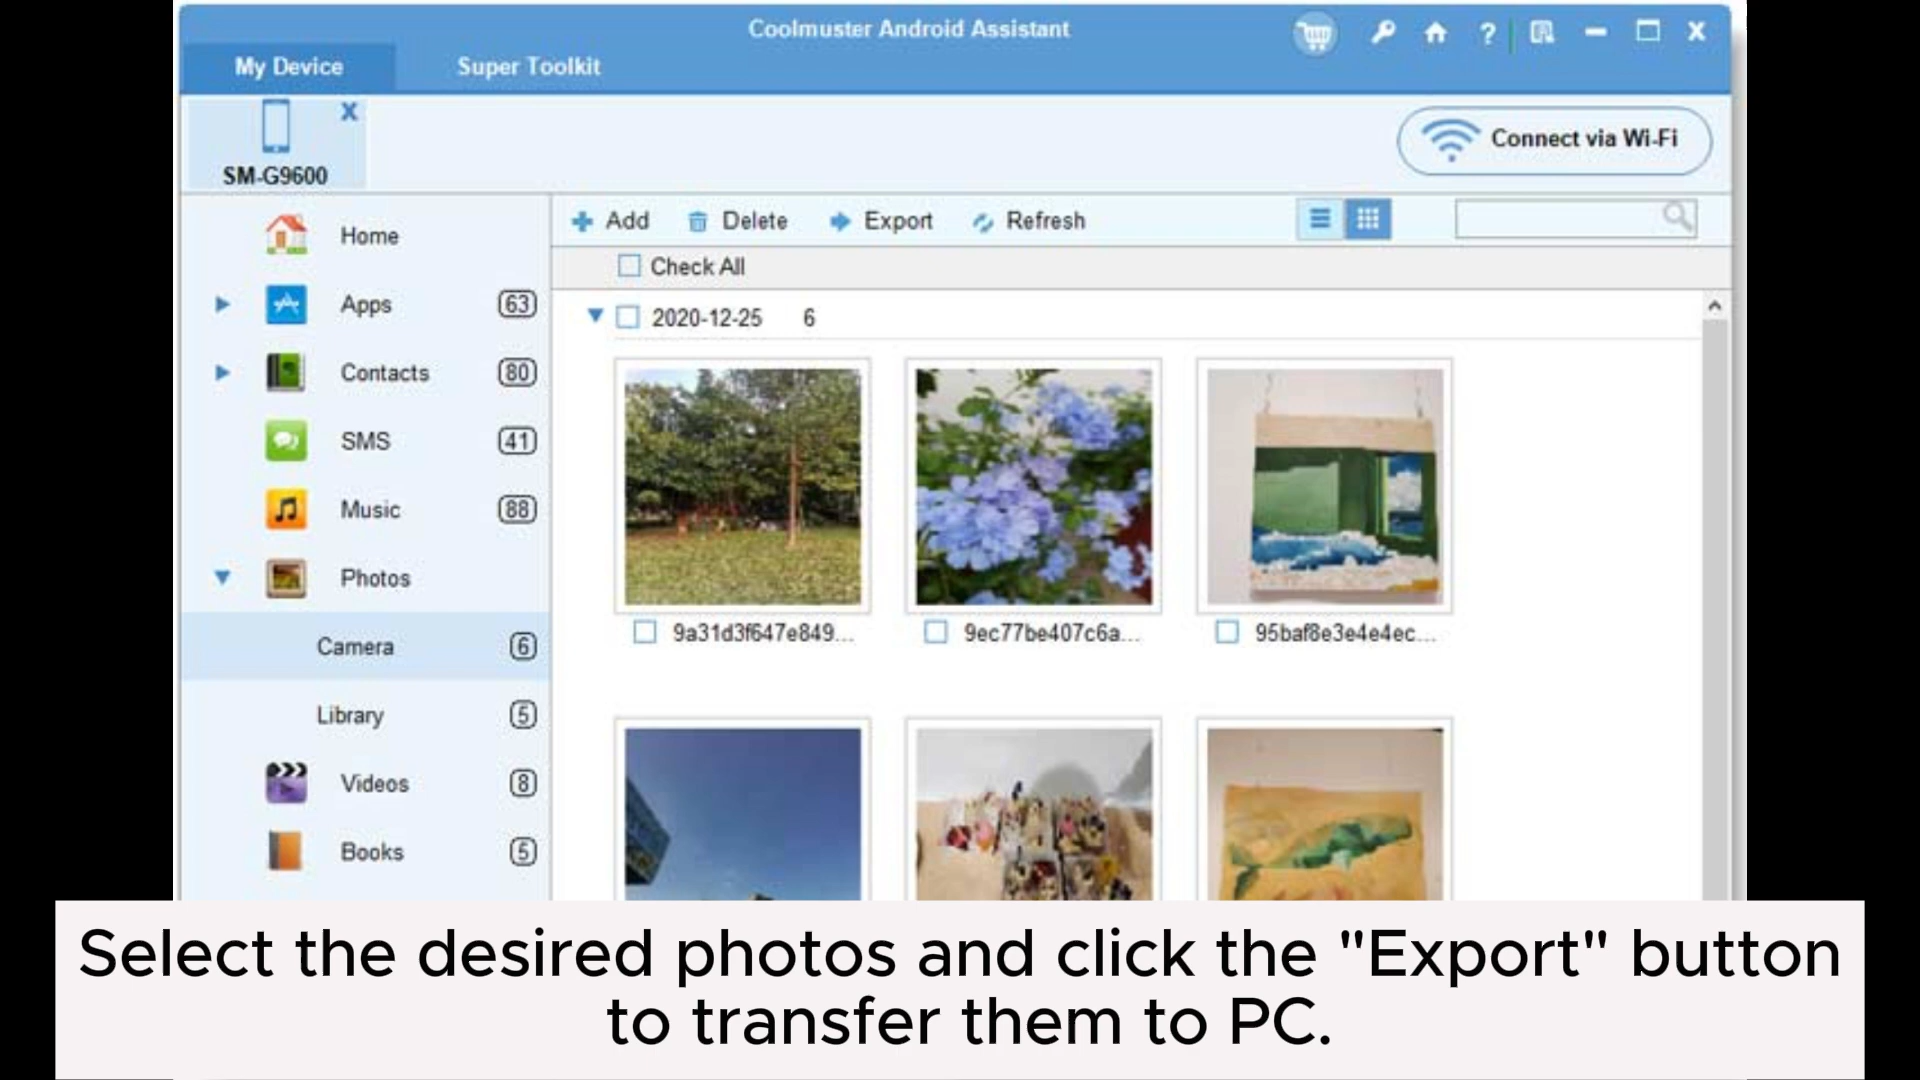 Coolmuster Android Assistant
My Device
Super Toolkit
SM-G9600
Connect via Wi-Fi
Add
Delete
Export
Refresh
Check All
2020-12-25 6
Home
Apps 63
Contacts 80
SMS 41
Music 88
Photos
Camera 6
Library 5
Videos 8
Books 5
9a31d3f647e849...
9ec77be407c6a...
95baf8e3e4e4ec...
Select the desired photos and click the "Export" button
to transfer them to PC.